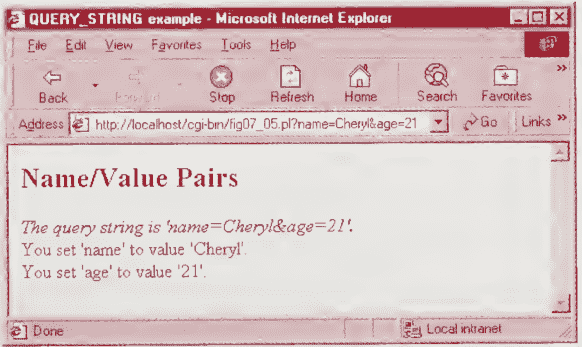 QUERY_STRING example - Microsoft Internet Explorer
File Edit View Favorites Tools Help
Back Forward Stop Refresh Home Search Favorites »
Address http://localhost/cgi-bin/fig07_05.pl?name=Cheryl&age=21 Go Links »
Name/Value Pairs
The query string is 'name=Cheryl&age=21'.
You set 'name' to value 'Cheryl'.
You set 'age' to value '21'.
Done Local intranet